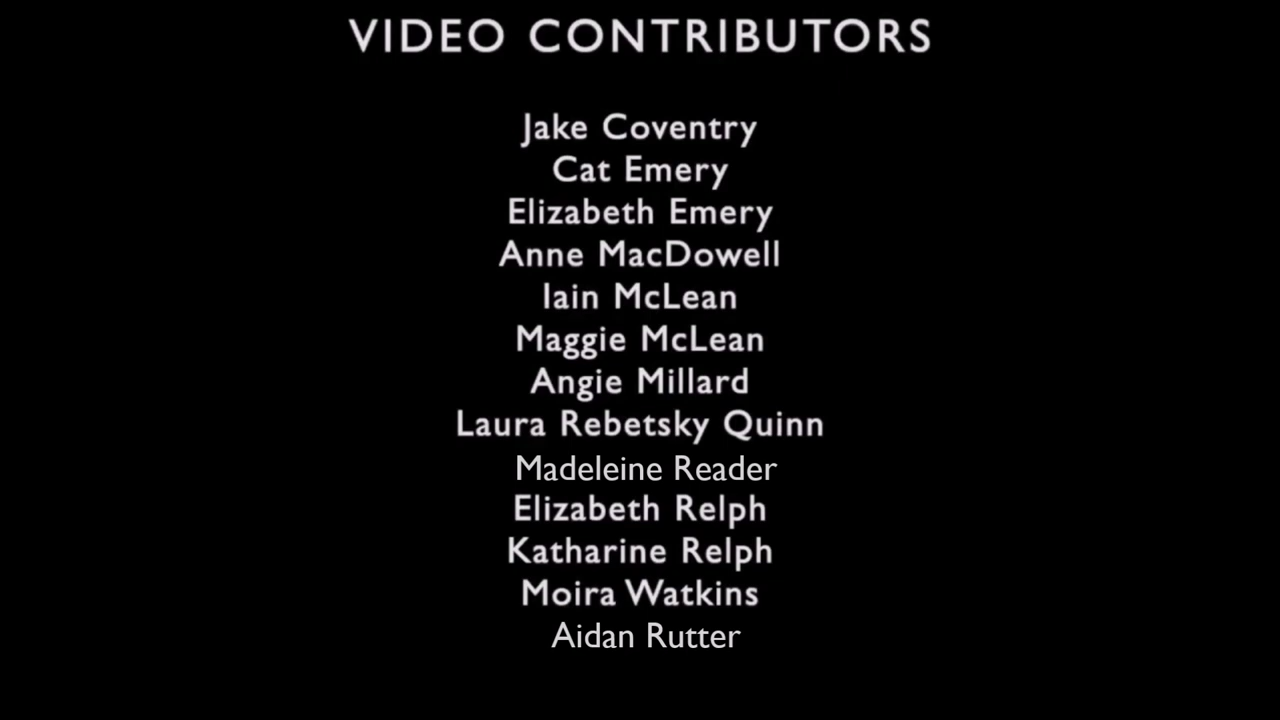 VIDEO CONTRIBUTORS
Jake Coventry
Cat Emery
Elizabeth Emery
Anne MacDowell
Iain McLean
Maggie McLean
Angie Millard
Laura Rebetsky Quinn
Madeleine Reader
Elizabeth Relph
Katharine Relph
Moira Watkins
Aidan Rutter